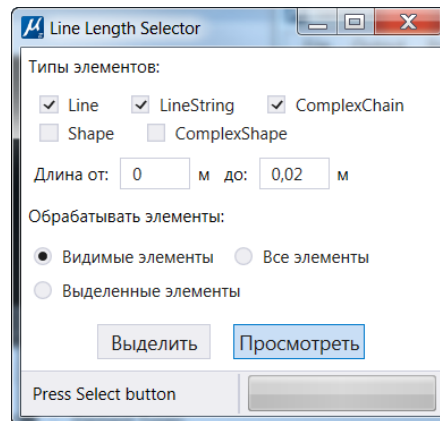 Line Length Selector
Типы элементов:
Line LineString ComplexChain
Shape ComplexShape
Длина от: 0 м до: 0,02 м
Обрабатывать элементы:
Видимые элементы Все элементы
Выделенные элементы
Выделить Просмотреть
Press Select button